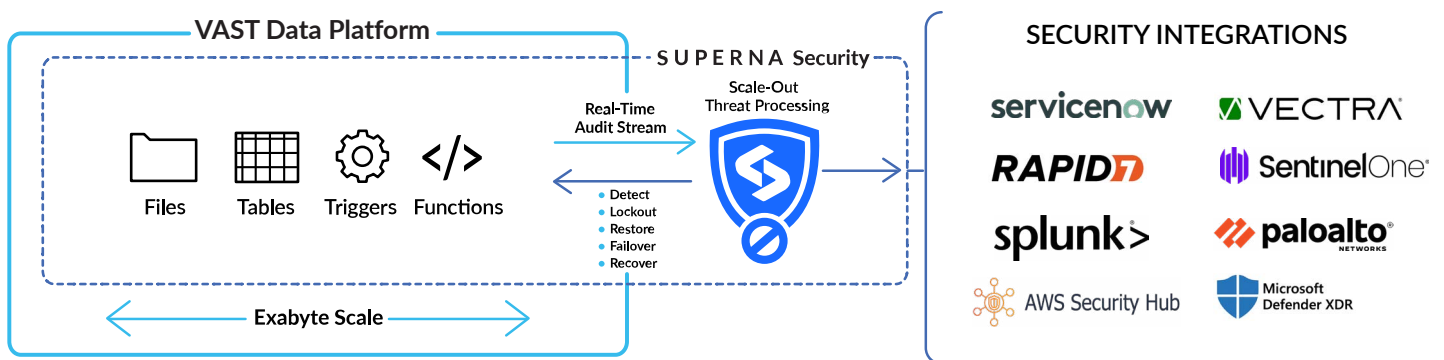 VAST Data Platform
SUPERNA Security
Real-Time
Audit Stream
Scale-Out
Threat Processing
Files
Tables
Triggers
</>
Functions
• Detect
• Lockout
• Restore
• Failover
• Recover
Exabyte Scale
SECURITY INTEGRATIONS
servicenow
VECTRA®
RAPID7
SentinelOne®
splunk>
paloalto®
NETWORKS
AWS Security Hub
Microsoft
Defender XDR